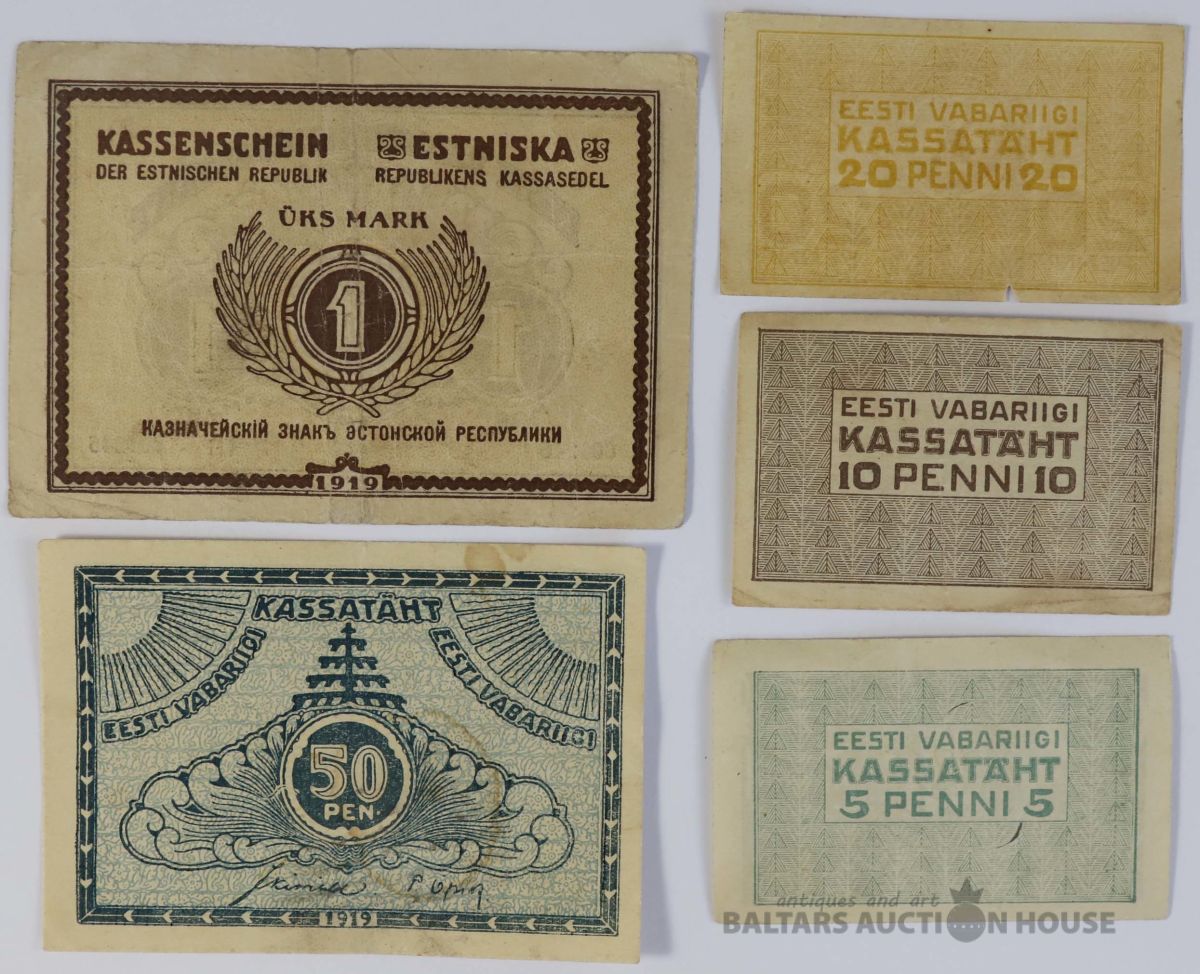 KASSENSCHEIN
DER ESTNISCHEN REPUBLIK
ESTNISKA
REPUBLIKENS KASSASEDEL
ÜKS MARK
1
КАЗНАЧЕЙСКІЙ ЗНАКЪ ЭСТОНСКОЙ РЕСПУБЛИКИ
1919
KASSATÄHT
EESTI VABARIIGI
EESTI VABARIIGI
50
PEN.
1919
EESTI VABARIIGI
KASSATÄHT
20 PENNI 20
EESTI VABARIIGI
KASSATÄHT
10 PENNI 10
EESTI VABARIIGI
KASSATÄHT
5 PENNI 5
antiques and art
BALTARS AUCTION HOUSE